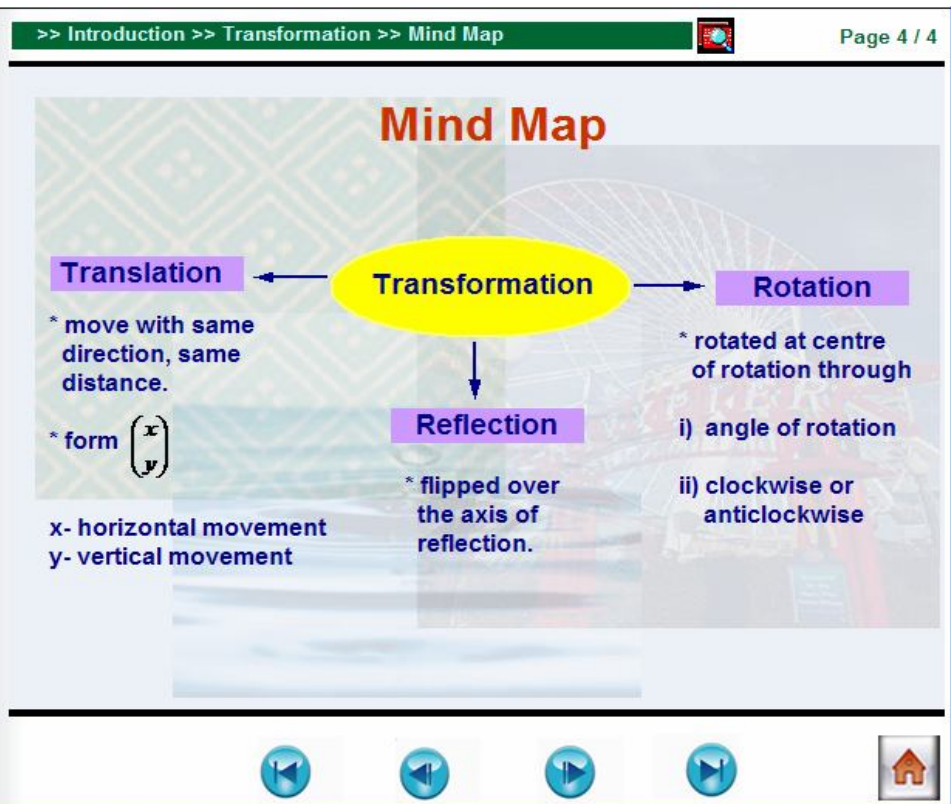 >> Introduction >> Transformation >> Mind Map
Page 4 / 4
Mind Map
Transformation
Translation
* move with same
direction, same
distance.
* form (x
y)
x- horizontal movement
y- vertical movement
Reflection
* flipped over
the axis of
reflection.
Rotation
* rotated at centre
of rotation through
i) angle of rotation
ii) clockwise or
anticlockwise